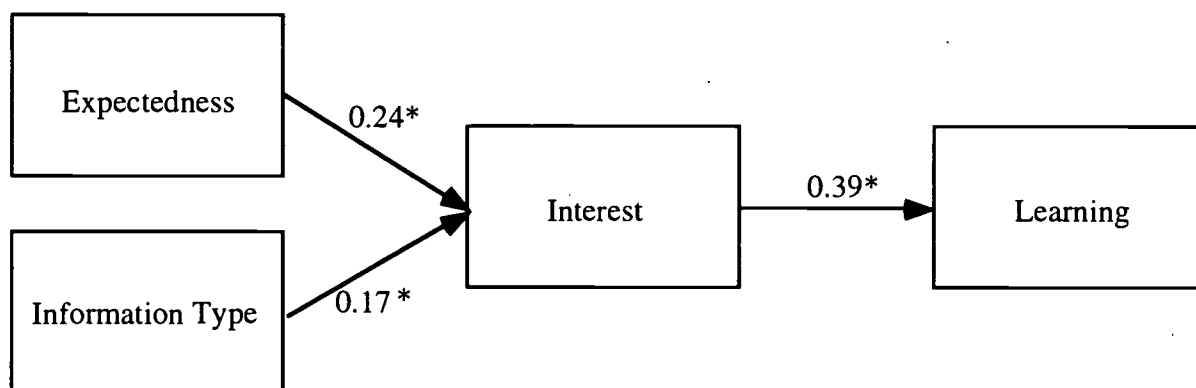 Expectedness
0.24*
Interest
0.39*
Learning
Information Type
0.17 *